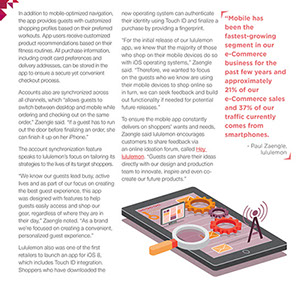 In addition to mobile-optimized navigation,
the app provides guests with customized
shopping profiles based on their preferred
workouts. App users receive customized
product recommendations based on their
fitness routines. All purchase information,
including credit card preferences and
delivery addresses, can be stored in the
app to ensure a secure yet convenient
checkout process.
Accounts also are synchronized across
all channels, which "allows guests to
switch between desktop and mobile while
ordering and checking out on the same
order," Zaengle said. "If a guest has to run
out the door before finalizing an order, she
can finish it up on her iPhone."
The account synchronization feature
speaks to lululemon's focus on tailoring its
strategies to the lives of its target shoppers.
"We know our guests lead busy, active
lives and as part of our focus on creating
the best guest experience, this app
was designed with features to help
guests easily access and shop our
gear, regardless of where they are in
their day," Zaengle noted. "As a brand
we're focused on creating a convenient,
personalized guest experience."
Lululemon also was one of the first
retailers to launch an app for iOS 8,
which includes Touch ID integration.
Shoppers who have downloaded the
new operating system can authenticate
their identity using Touch ID and finalize a
purchase by providing a fingerprint.
"For the initial release of our lululemon
app, we knew that the majority of those
who shop on their mobile devices do so
with iOS operating systems," Zaengle
said. "Therefore, we wanted to focus
on the guests who we know are using
their mobile devices to shop online so
in turn, we can seek feedback and build
out functionality if needed for potential
future releases."
To ensure the mobile app constantly
delivers on shoppers' wants and needs,
Zaengle said lululemon encourages
customers to share feedback via
an online ideation forum, called Hey,
lululemon. "Guests can share their ideas
directly with our design and production
team to innovate, inspire and even co-
create our future products."
"Mobile has
been the
fastest-growing
segment in our
e-Commerce
business for the
past few years and
approximately
21% of our
e-Commerce sales
and 37% of our
traffic currently
comes from
smartphones.
- Paul Zaengle,
lululemon